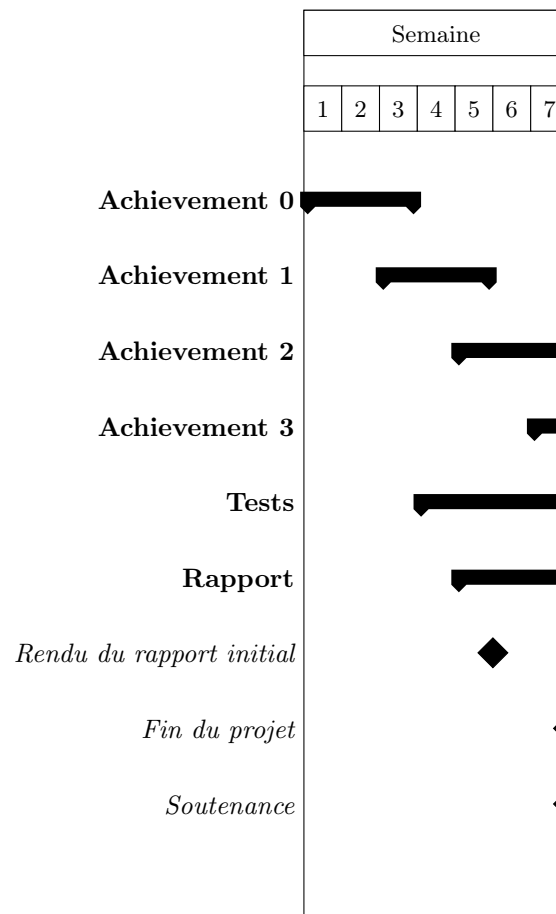 Semaine
1 2 3 4 5 6 7
Achievement 0
Achievement 1
Achievement 2
Achievement 3
Tests
Rapport
Rendu du rapport initial
Fin du projet
Soutenance